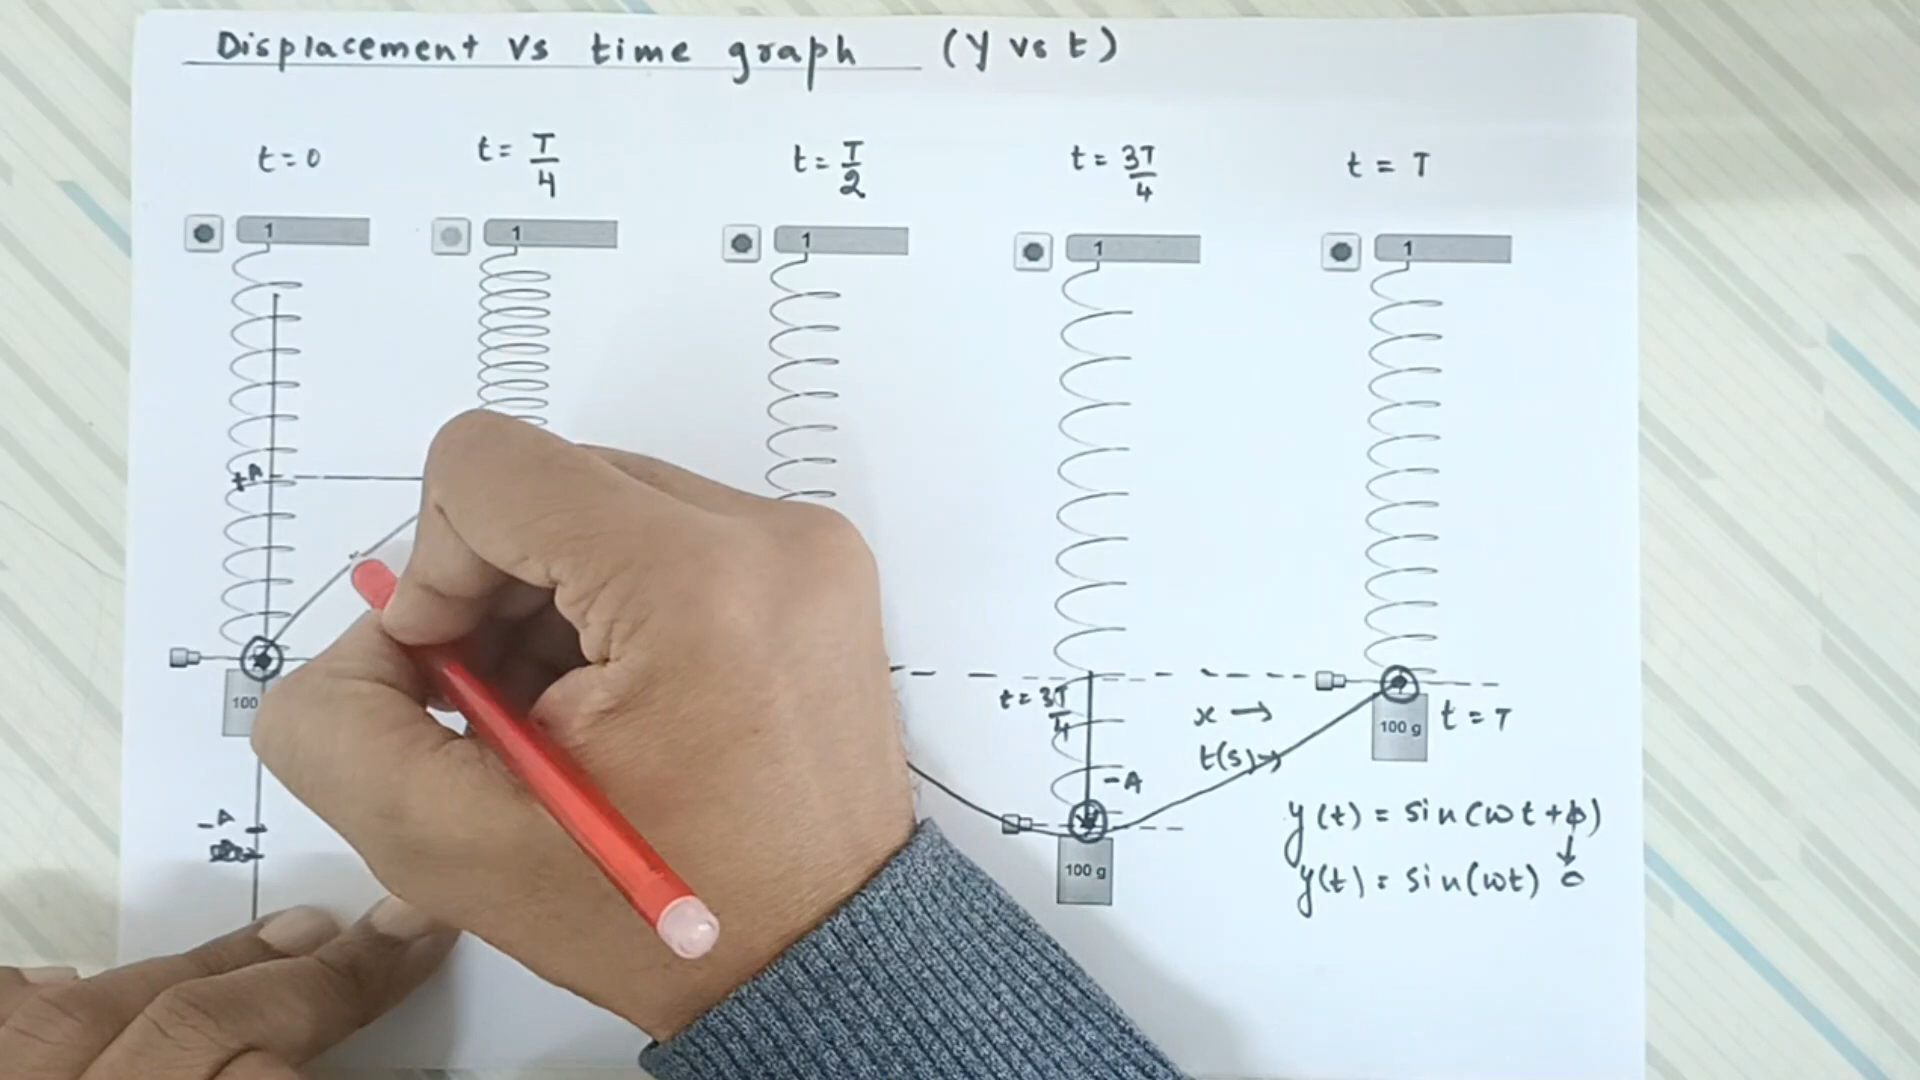 Displacement vs time graph (y vs t)
t = 0
t = T/4
t = T/2
t = 3T/4
t = T
1
1
1
1
1
+A
100
t = 3T/4
x →
t(s) →
100 g
t = T
-A
-A
100 g
y(t) = sin(ωt + ϕ)
↓
y(t) = sin(ωt) 0